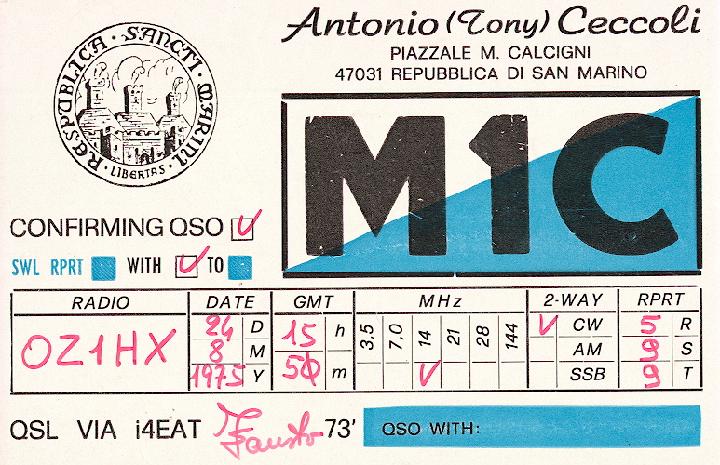 Antonio (Tony) Ceccoli
PIAZZALE M. CALCIGNI
47031 REPUBBLICA DI SAN MARINO
RESPUBLICA · SANCTI · MARINI ·
LIBERTAS
M1C
CONFIRMING QSO V
SWL RPRT WITH V TO
RADIO DATE GMT MHz 2-WAY RPRT
OZ1HX
24 D 15 h 3.5 7.0 14 21 28 144 V CW 5 R
8 M AM 9 S
1975 Y 50 m V SSB 9 T
QSL VIA i4EAT Fausto 73' QSO WITH: